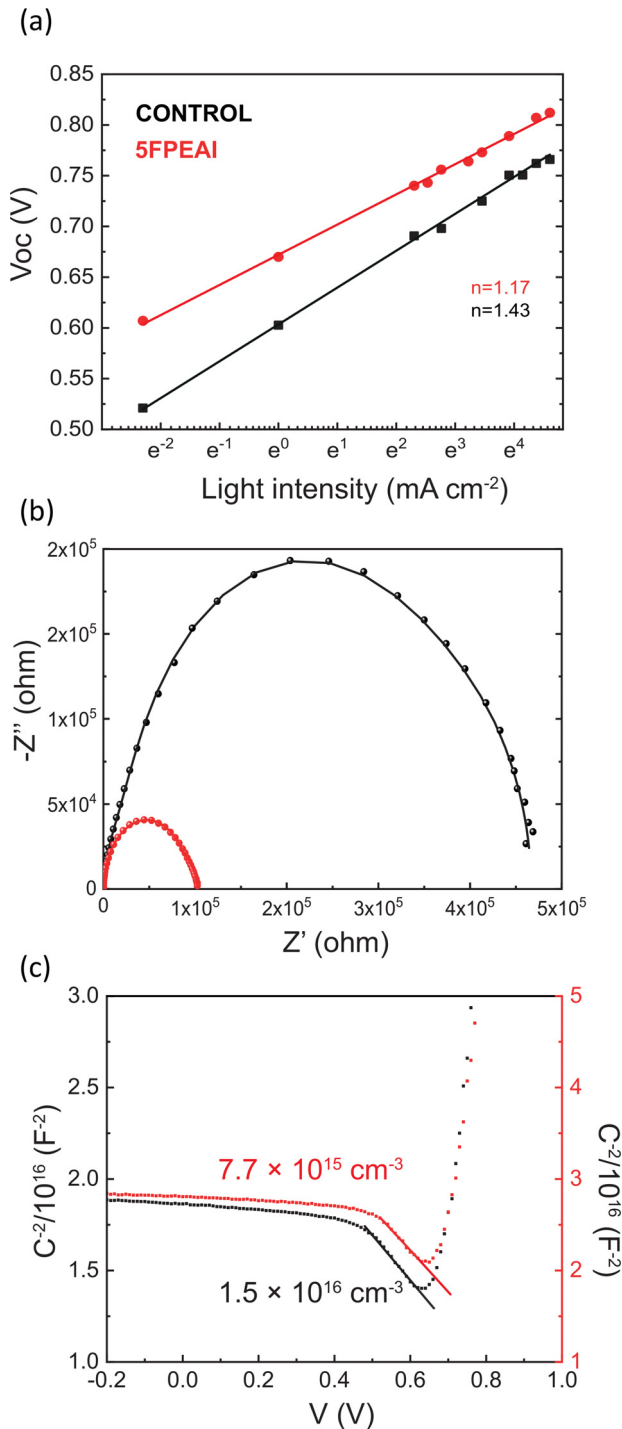 (a)
0.85
0.80
0.75
0.70
0.65
0.60
0.55
0.50
Voc (V)
CONTROL
5FPEAI
n=1.17
n=1.43
e⁻² e⁻¹ e⁰ e¹ e² e³ e⁴
Light intensity (mA cm⁻²)
(b)
2x10⁵
2x10⁵
1x10⁵
5x10⁴
0
-Z'' (ohm)
0 1x10⁵ 2x10⁵ 3x10⁵ 4x10⁵ 5x10⁵
Z' (ohm)
(c)
3.0
2.5
2.0
1.5
1.0
C⁻²/10¹⁶ (F⁻²)
7.7 × 10¹⁵ cm⁻³
1.5 × 10¹⁶ cm⁻³
5
4
3
2
1
C⁻²/10¹⁶ (F⁻²)
-0.2 0.0 0.2 0.4 0.6 0.8 1.0
V (V)